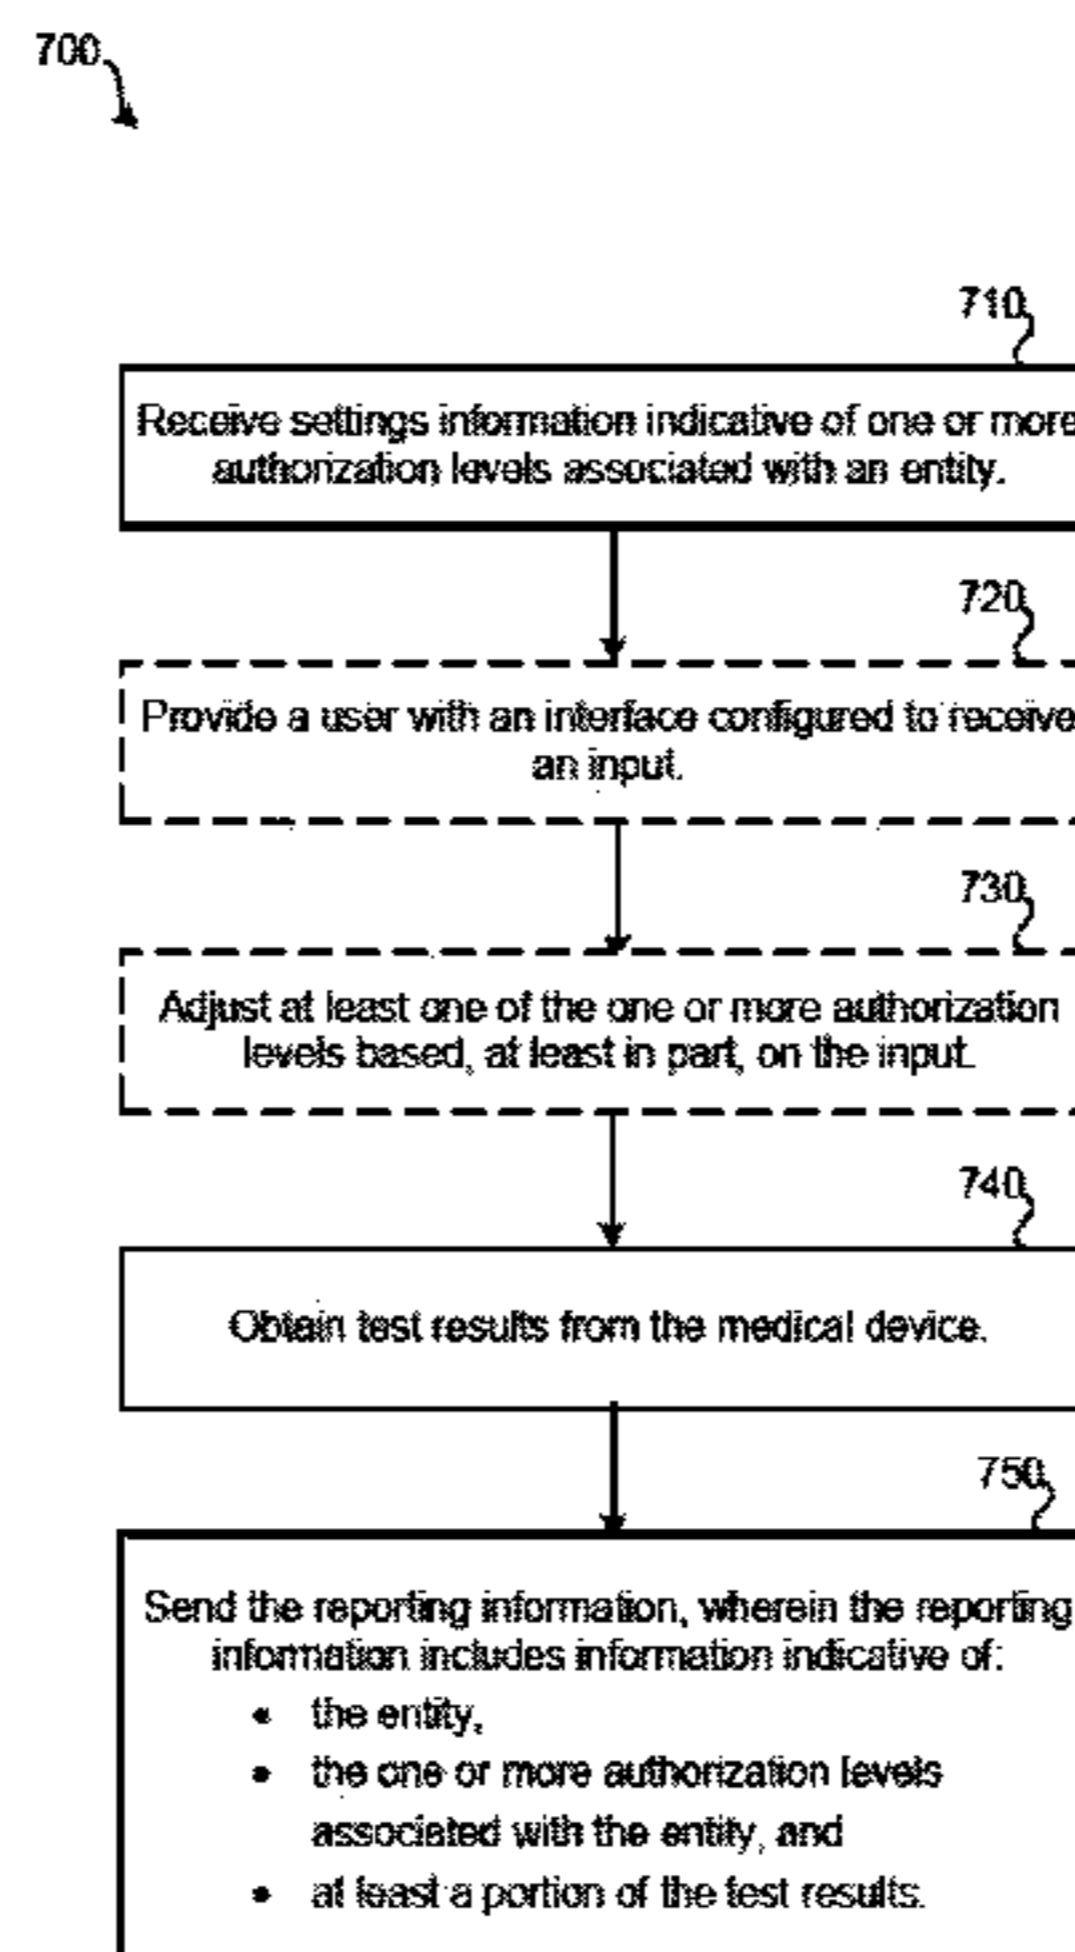 700
710
Receive settings information indicative of one or more
authorization levels associated with an entity.
720
Provide a user with an interface configured to receive
an input.
730
Adjust at least one of the one or more authorization
levels based, at least in part, on the input.
740
Obtain test results from the medical device.
750
Send the reporting information, wherein the reporting
information includes information indicative of:
• the entity,
• the one or more authorization levels
associated with the entity, and
• at least a portion of the test results.